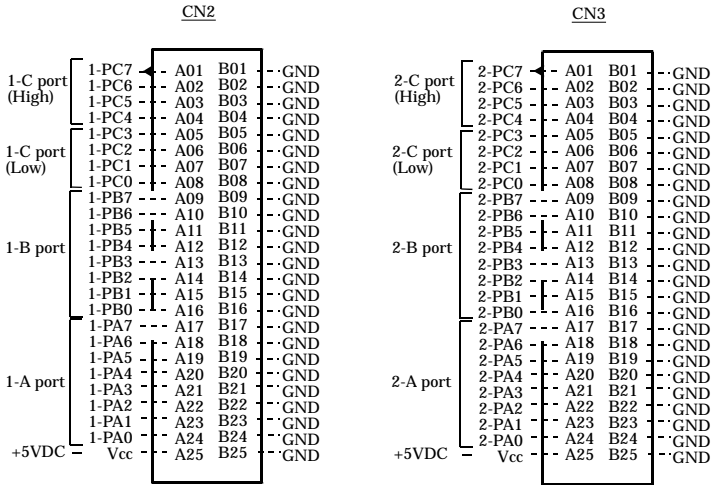 CN2
1-C port
(High)
1-C port
(Low)
1-B port
1-A port
+5VDC
1-PC7 A01 B01 GND
1-PC6 A02 B02 GND
1-PC5 A03 B03 GND
1-PC4 A04 B04 GND
1-PC3 A05 B05 GND
1-PC2 A06 B06 GND
1-PC1 A07 B07 GND
1-PC0 A08 B08 GND
1-PB7 A09 B09 GND
1-PB6 A10 B10 GND
1-PB5 A11 B11 GND
1-PB4 A12 B12 GND
1-PB3 A13 B13 GND
1-PB2 A14 B14 GND
1-PB1 A15 B15 GND
1-PB0 A16 B16 GND
1-PA7 A17 B17 GND
1-PA6 A18 B18 GND
1-PA5 A19 B19 GND
1-PA4 A20 B20 GND
1-PA3 A21 B21 GND
1-PA2 A22 B22 GND
1-PA1 A23 B23 GND
1-PA0 A24 B24 GND
Vcc A25 B25 GND
CN3
2-C port
(High)
2-C port
(Low)
2-B port
2-A port
+5VDC
2-PC7 A01 B01 GND
2-PC6 A02 B02 GND
2-PC5 A03 B03 GND
2-PC4 A04 B04 GND
2-PC3 A05 B05 GND
2-PC2 A06 B06 GND
2-PC1 A07 B07 GND
2-PC0 A08 B08 GND
2-PB7 A09 B09 GND
2-PB6 A10 B10 GND
2-PB5 A11 B11 GND
2-PB4 A12 B12 GND
2-PB3 A13 B13 GND
2-PB2 A14 B14 GND
2-PB1 A15 B15 GND
2-PB0 A16 B16 GND
2-PA7 A17 B17 GND
2-PA6 A18 B18 GND
2-PA5 A19 B19 GND
2-PA4 A20 B20 GND
2-PA3 A21 B21 GND
2-PA2 A22 B22 GND
2-PA1 A23 B23 GND
2-PA0 A24 B24 GND
Vcc A25 B25 GND